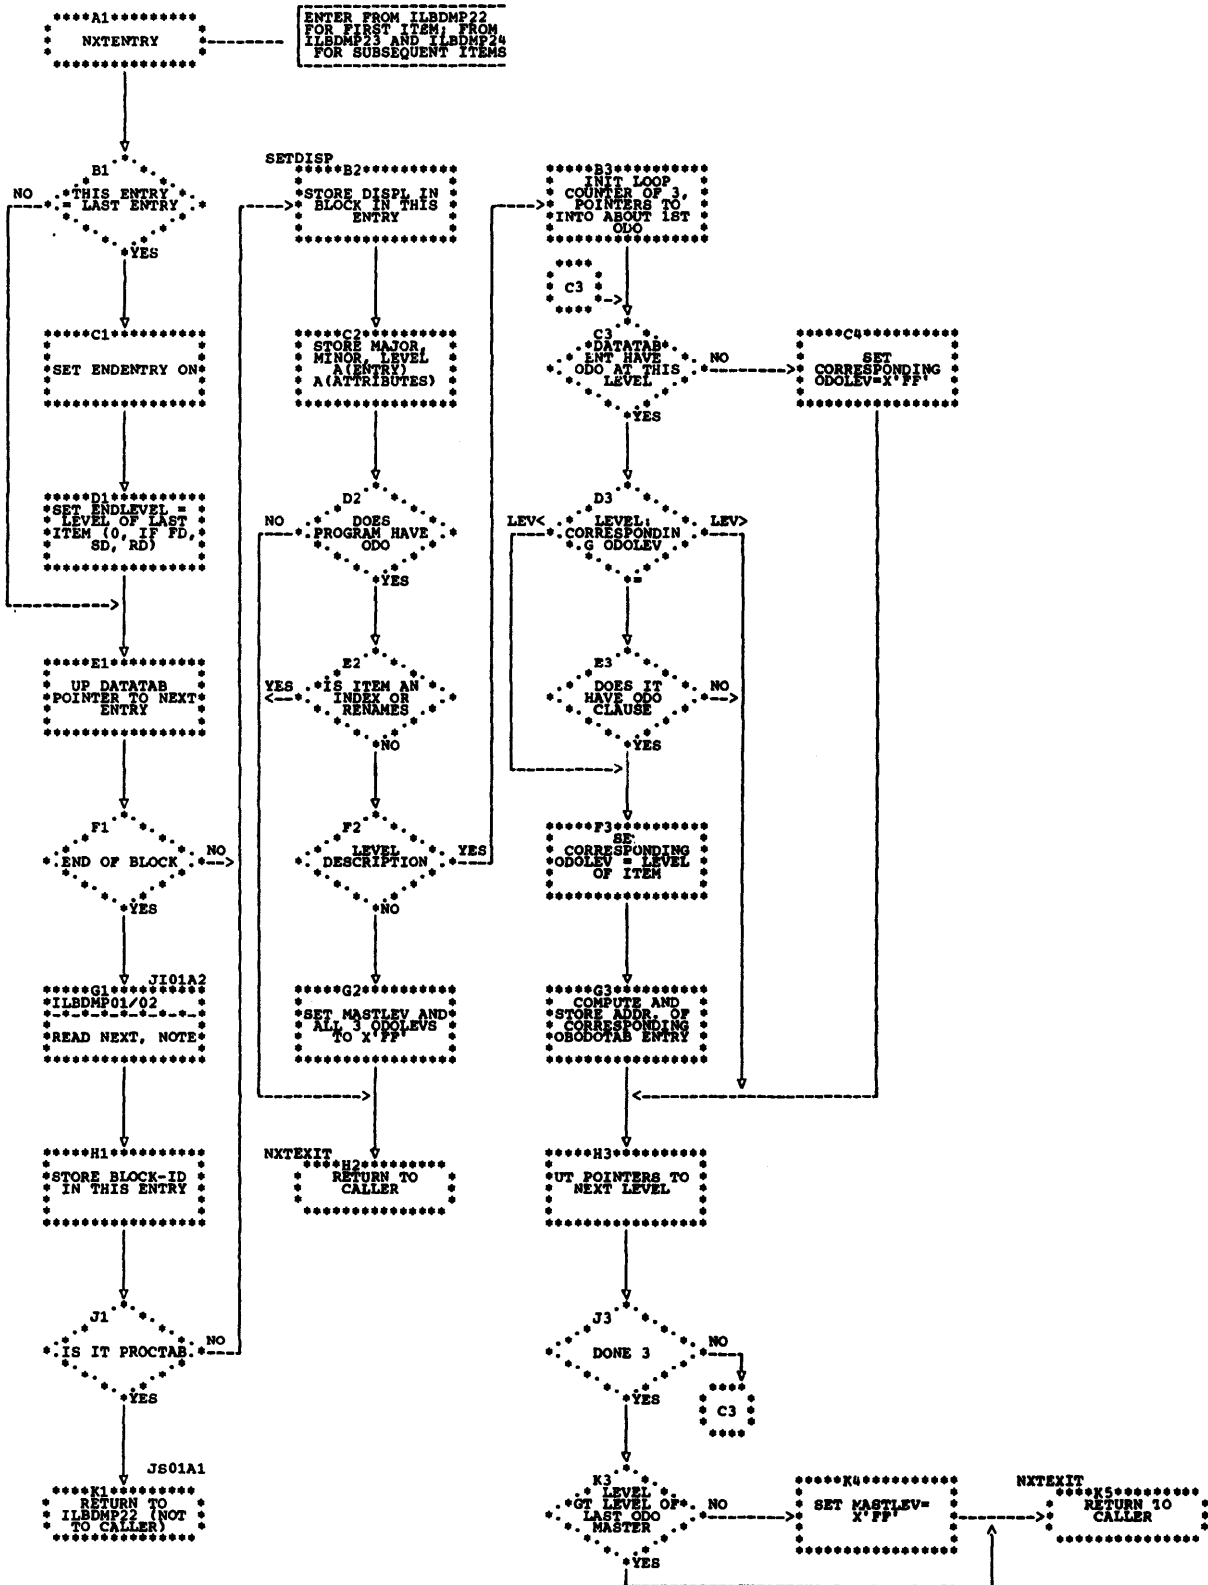 A1
NXTENTRY
ENTER FROM ILBDMP22
FOR FIRST ITEM; FROM
ILBDMP23 AND ILBDMP24
FOR SUBSEQUENT ITEMS
B1
THIS ENTRY
= LAST ENTRY
NO
YES
C1
SET ENDENTRY ON
D1
SET ENDLEVEL =
LEVEL OF LAST
ITEM (0, IF FD,
SD, RD)
E1
UP DATATAB
POINTER TO NEXT
ENTRY
F1
END OF BLOCK
NO
YES
JI01A2
G1
ILBDMP01/02
READ NEXT, NOTE
H1
STORE BLOCK-ID
IN THIS ENTRY
J1
IS IT PROCTAB
NO
YES
JS01A1
K1
RETURN TO
ILBDMP22 (NOT
TO CALLER)
SETDISP
B2
STORE DISPL IN
BLOCK IN THIS
ENTRY
C2
STORE MAJOR,
MINOR, LEVEL
A(ENTRY)
A(ATTRIBUTES)
D2
DOES
PROGRAM HAVE
ODO
NO
YES
E2
IS ITEM AN
INDEX OR
RENAMES
YES
NO
F2
LEVEL
DESCRIPTION
YES
NO
G2
SET MASTLEV AND
ALL 3 ODOLEVS
TO X'FF'
NXTEXIT
H2
RETURN TO
CALLER
B3
INIT LOOP
COUNTER OF 3,
POINTERS TO
INTO ABOUT 1ST
ODO
C3
C3
DATATAB
ENT HAVE
ODO AT THIS
LEVEL
NO
YES
C4
SET
CORRESPONDING
ODOLEV=X'FF'
D3
LEVEL:
CORRESPONDIN
G ODOLEV
LEV<
LEV>
=
E3
DOES IT
HAVE ODO
CLAUSE
NO
YES
F3
SE
CORRESPONDING
ODOLEV = LEVEL
OF ITEM
G3
COMPUTE AND
STORE ADDR. OF
CORRESPONDING
OBODOTAB ENTRY
H3
UT POINTERS TO
NEXT LEVEL
J3
DONE 3
NO
YES
C3
K3
LEVEL
GT LEVEL OF
LAST ODO
MASTER
NO
YES
K4
SET MASTLEV=
X'FF'
NXTEXIT
K5
RETURN TO
CALLER